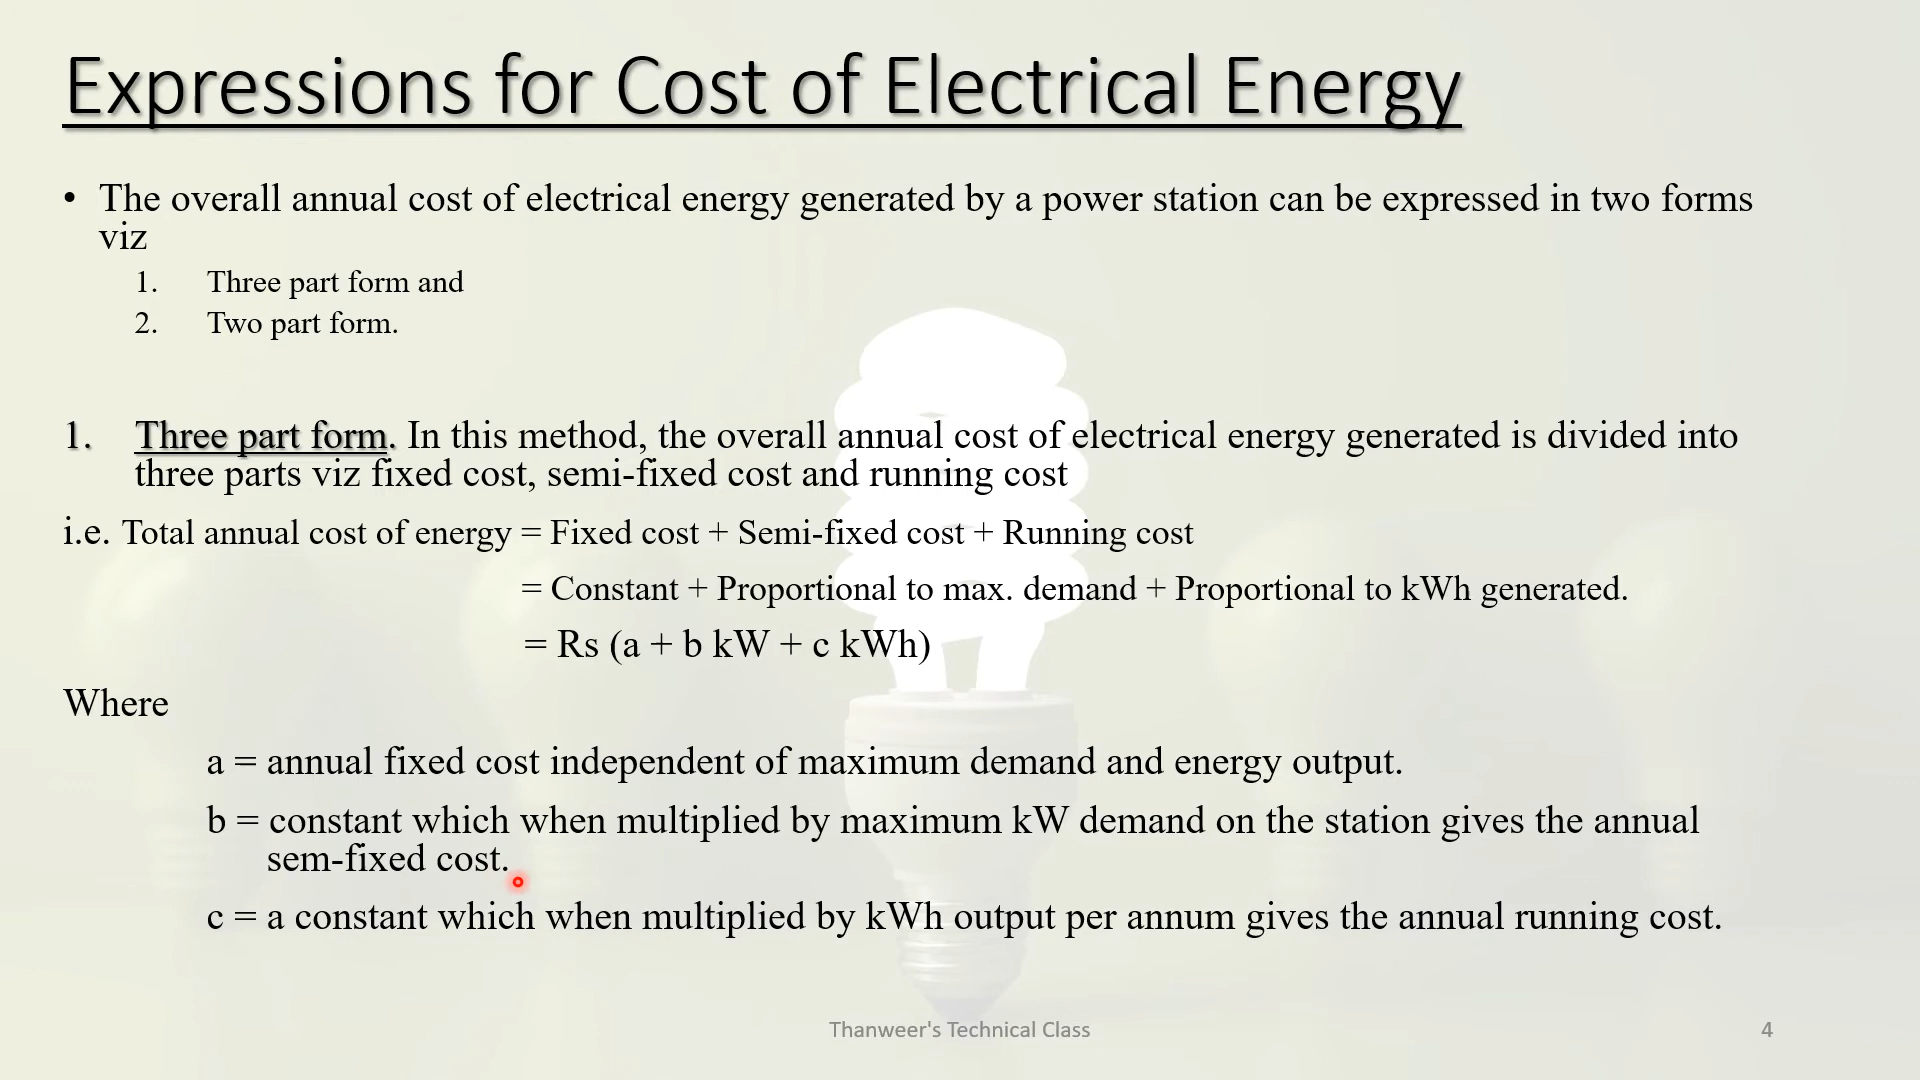 Expressions for Cost of Electrical Energy
• The overall annual cost of electrical energy generated by a power station can be expressed in two forms
viz
1. Three part form and
2. Two part form.
1. Three part form. In this method, the overall annual cost of electrical energy generated is divided into
three parts viz fixed cost, semi-fixed cost and running cost
i.e. Total annual cost of energy = Fixed cost + Semi-fixed cost + Running cost
= Constant + Proportional to max. demand + Proportional to kWh generated.
= Rs (a + b kW + c kWh)
Where
a = annual fixed cost independent of maximum demand and energy output.
b = constant which when multiplied by maximum kW demand on the station gives the annual
sem-fixed cost.
c = a constant which when multiplied by kWh output per annum gives the annual running cost.
Thanweer's Technical Class
4